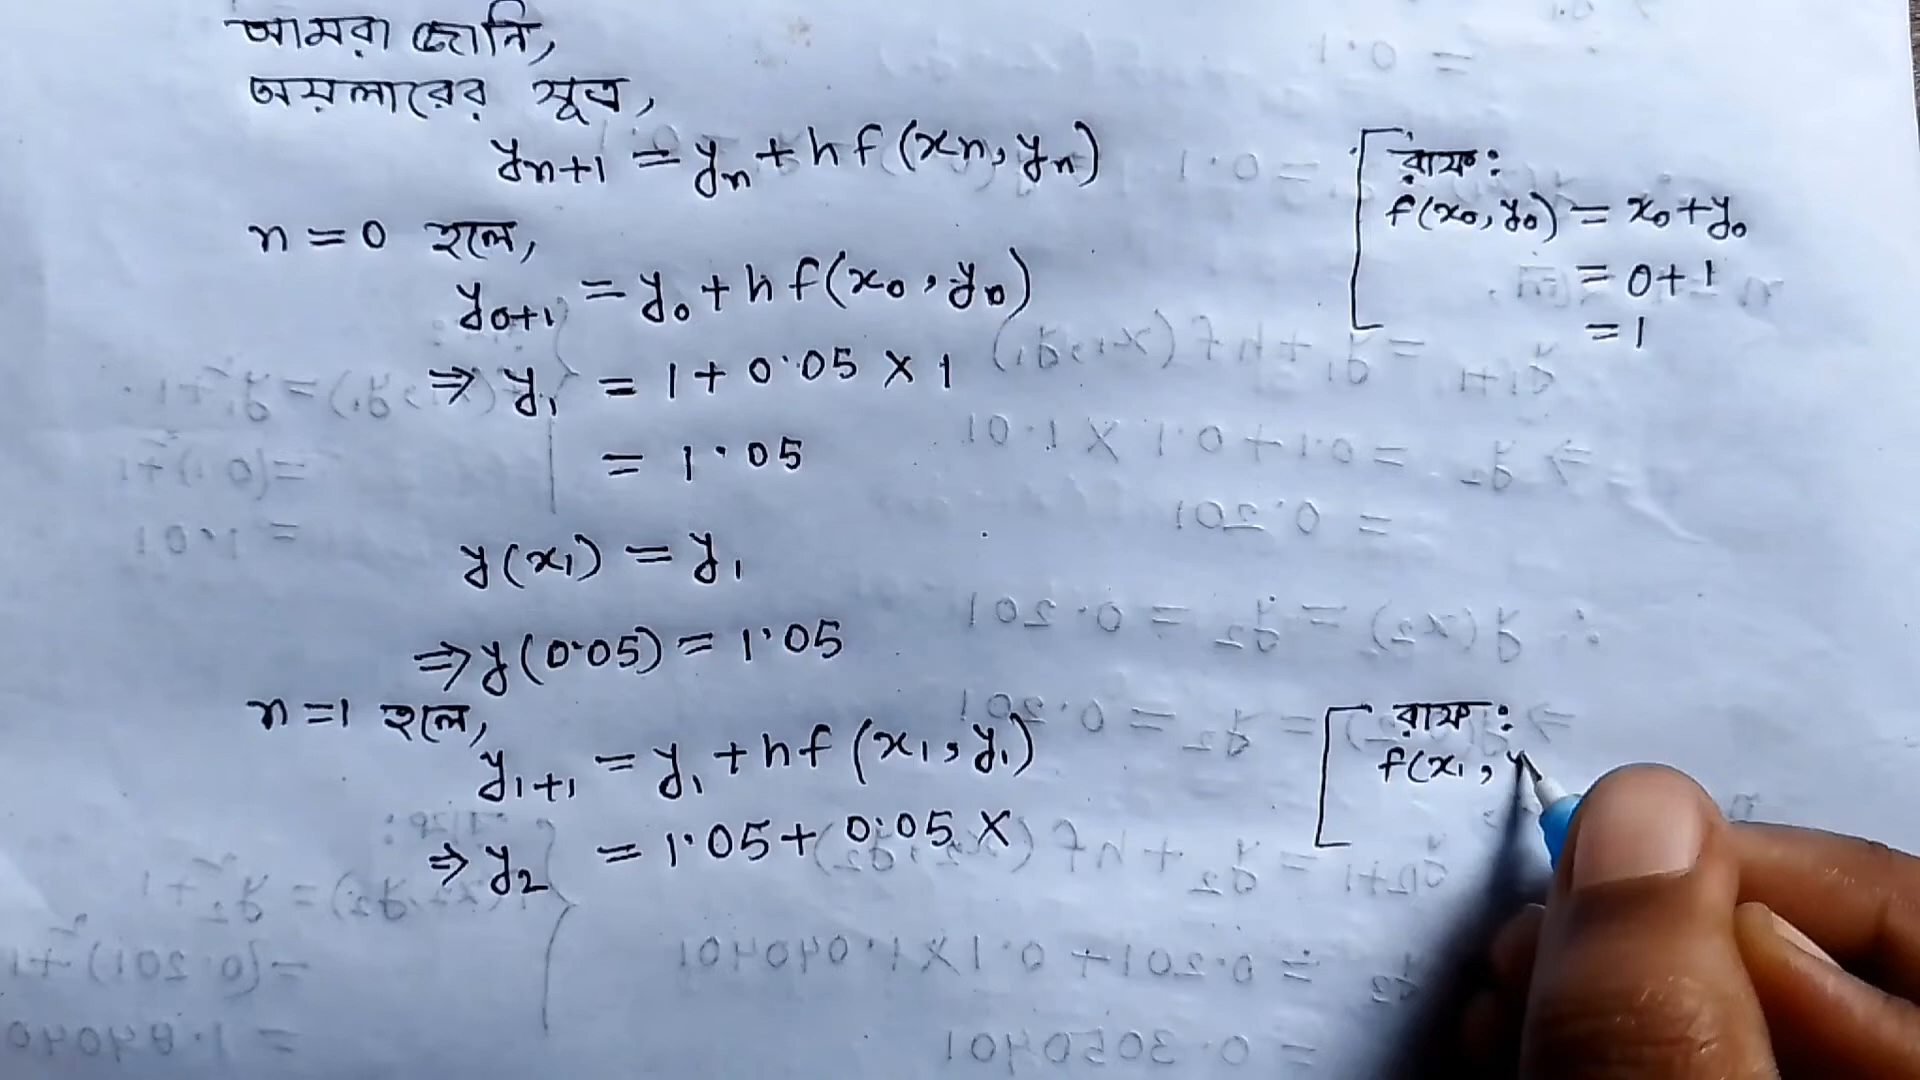 আমরা জানি,
অয়লারের সূত্র,
yₙ₊₁ = yₙ + hf(xₙ, yₙ)
n = 0 হলে,
y₀₊₁ = y₀ + hf(x₀, y₀)
⇒ y₁ = 1 + 0.05 × 1
= 1.05
y(x₁) = y₁
⇒ y(0.05) = 1.05
n = 1 হলে,
y₁₊₁ = y₁ + hf(x₁, y₁)
⇒ y₂ = 1.05 + 0.05 ×
রাফ:
f(x₀, y₀) = x₀ + y₀
= 0 + 1
= 1
রাফ:
f(x₁, y